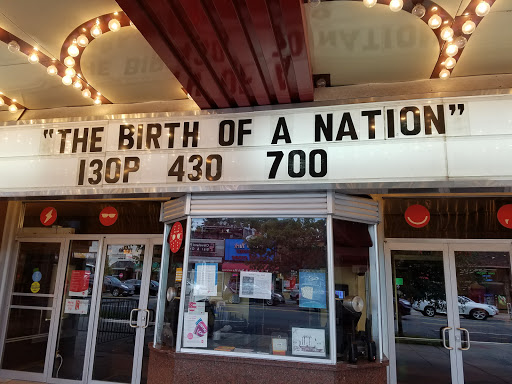 "THE BiRTH OF A NATION"
130P 430 700